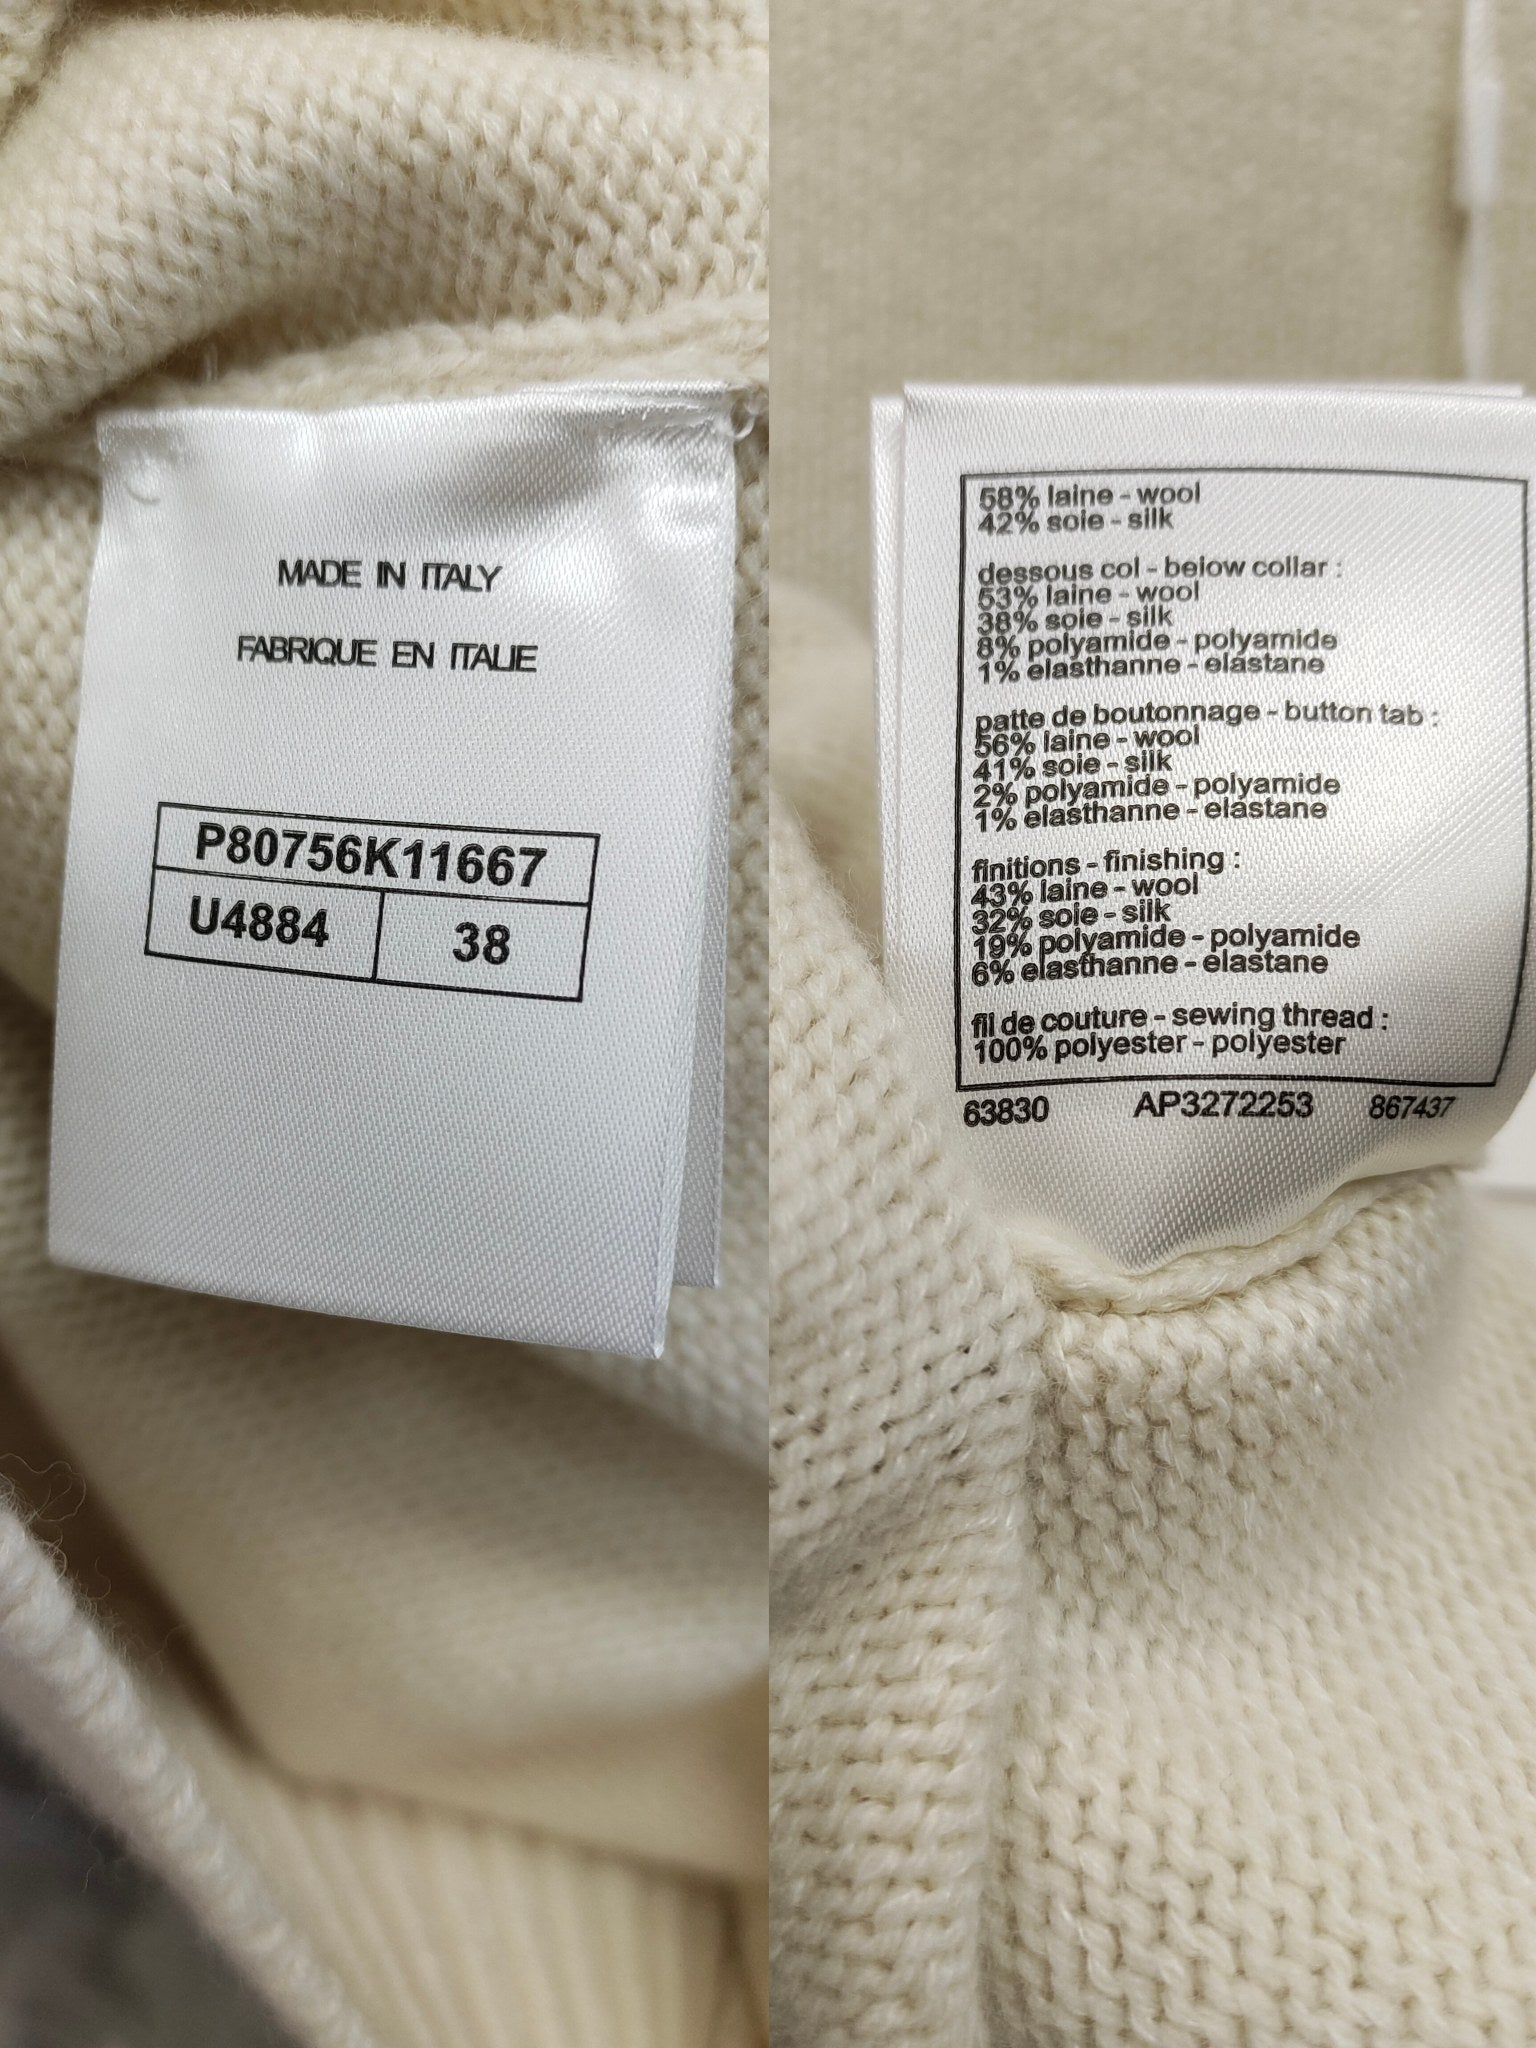 MADE IN ITALY
FABRIQUE EN ITALIE
P80756K11667
U4884 38
58% laine - wool
42% soie - silk
dessous col - below collar :
53% laine - wool
38% soie - silk
8% polyamide - polyamide
1% elasthanne - elastane
patte de boutonnage - button tab :
56% laine - wool
41% soie - silk
2% polyamide - polyamide
1% elasthanne - elastane
finitions - finishing :
43% laine - wool
32% soie - silk
19% polyamide - polyamide
6% elasthanne - elastane
fil de couture - sewing thread :
100% polyester - polyester
63830 AP3272253 867437